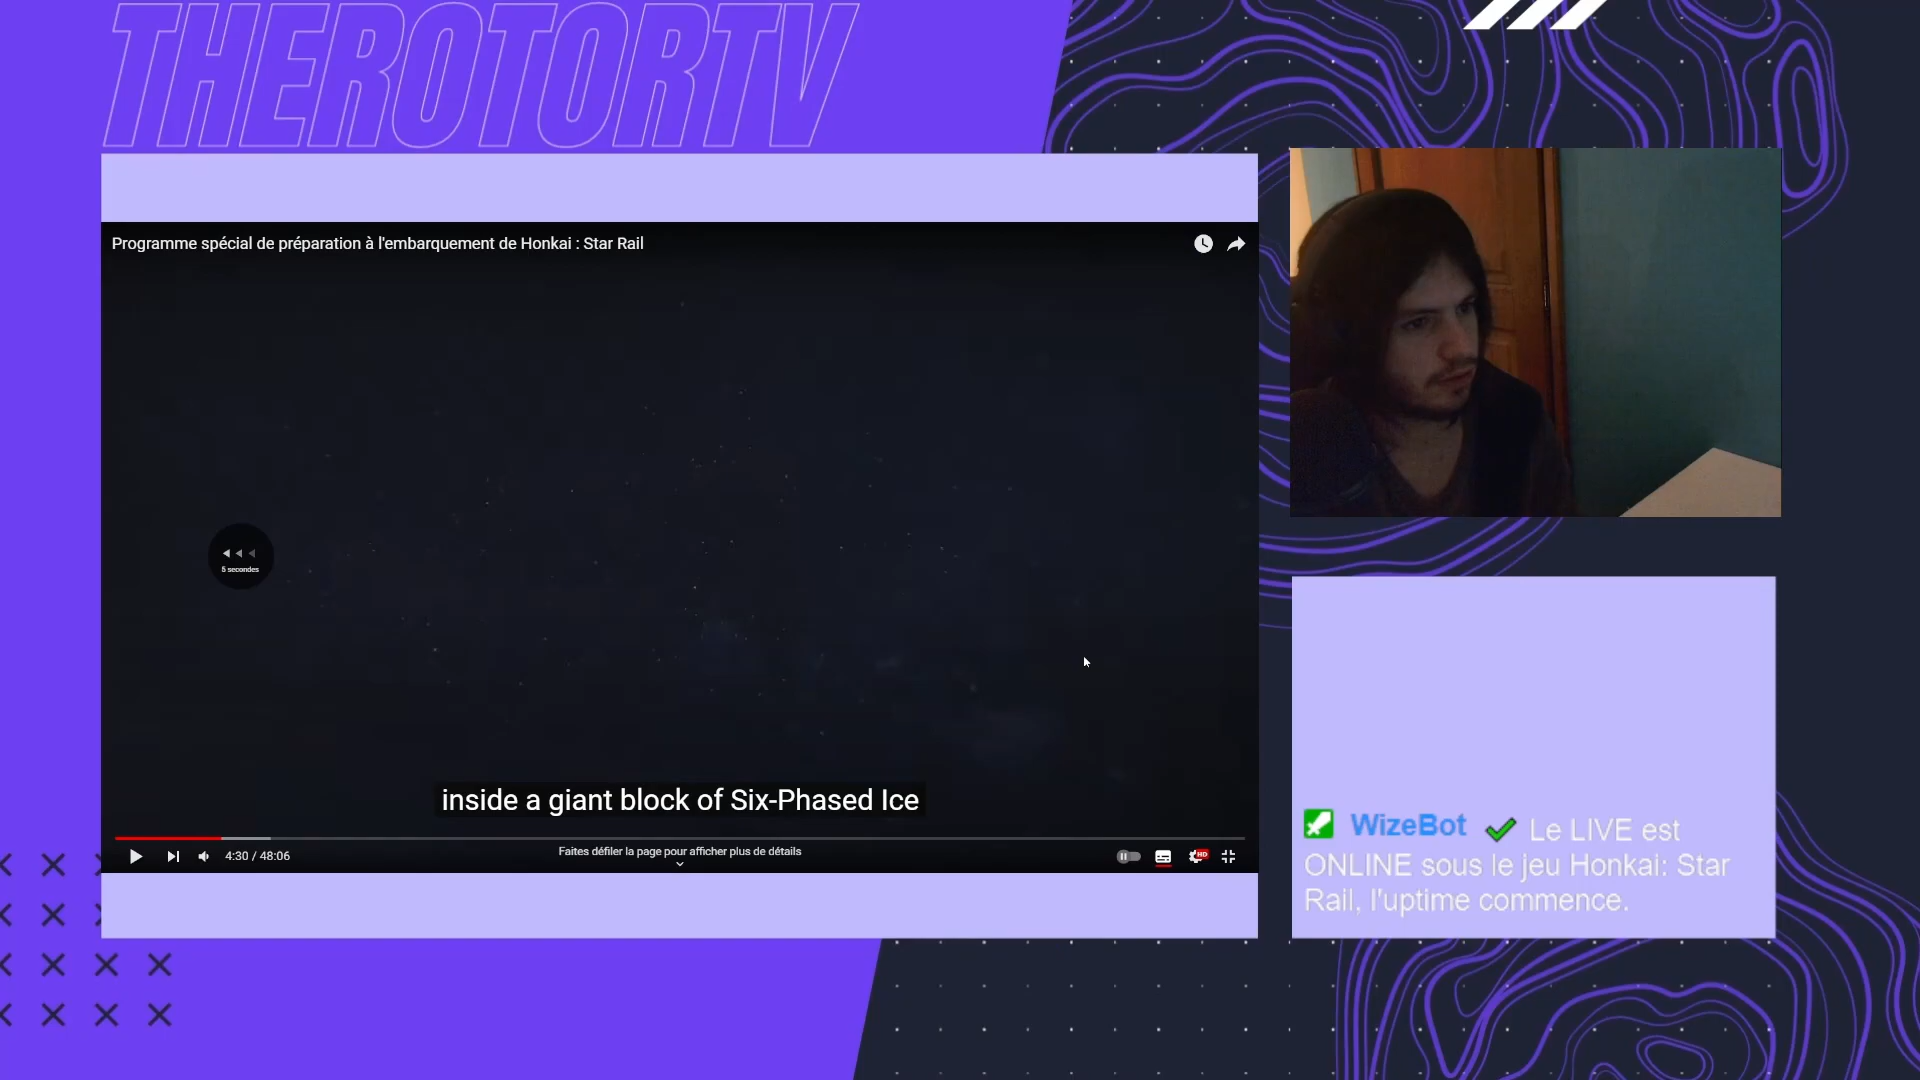 THEROTORTV
Programme spécial de préparation à l'embarquement de Honkai : Star Rail
5 secondes
inside a giant block of Six-Phased Ice
4:30 / 48:06
Faites défiler la page pour afficher plus de détails
HD
WizeBot Le LIVE est
ONLINE sous le jeu Honkai: Star
Rail, l'uptime commence.